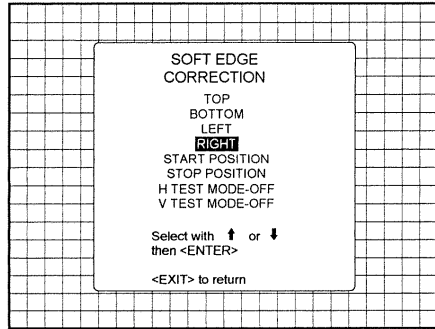 SOFT EDGE
CORRECTION
TOP
BOTTOM
LEFT
RIGHT
START POSITION
STOP POSITION
H TEST MODE-OFF
V TEST MODE-OFF
Select with ⬆ or ⬇
then <ENTER>
<EXIT> to return